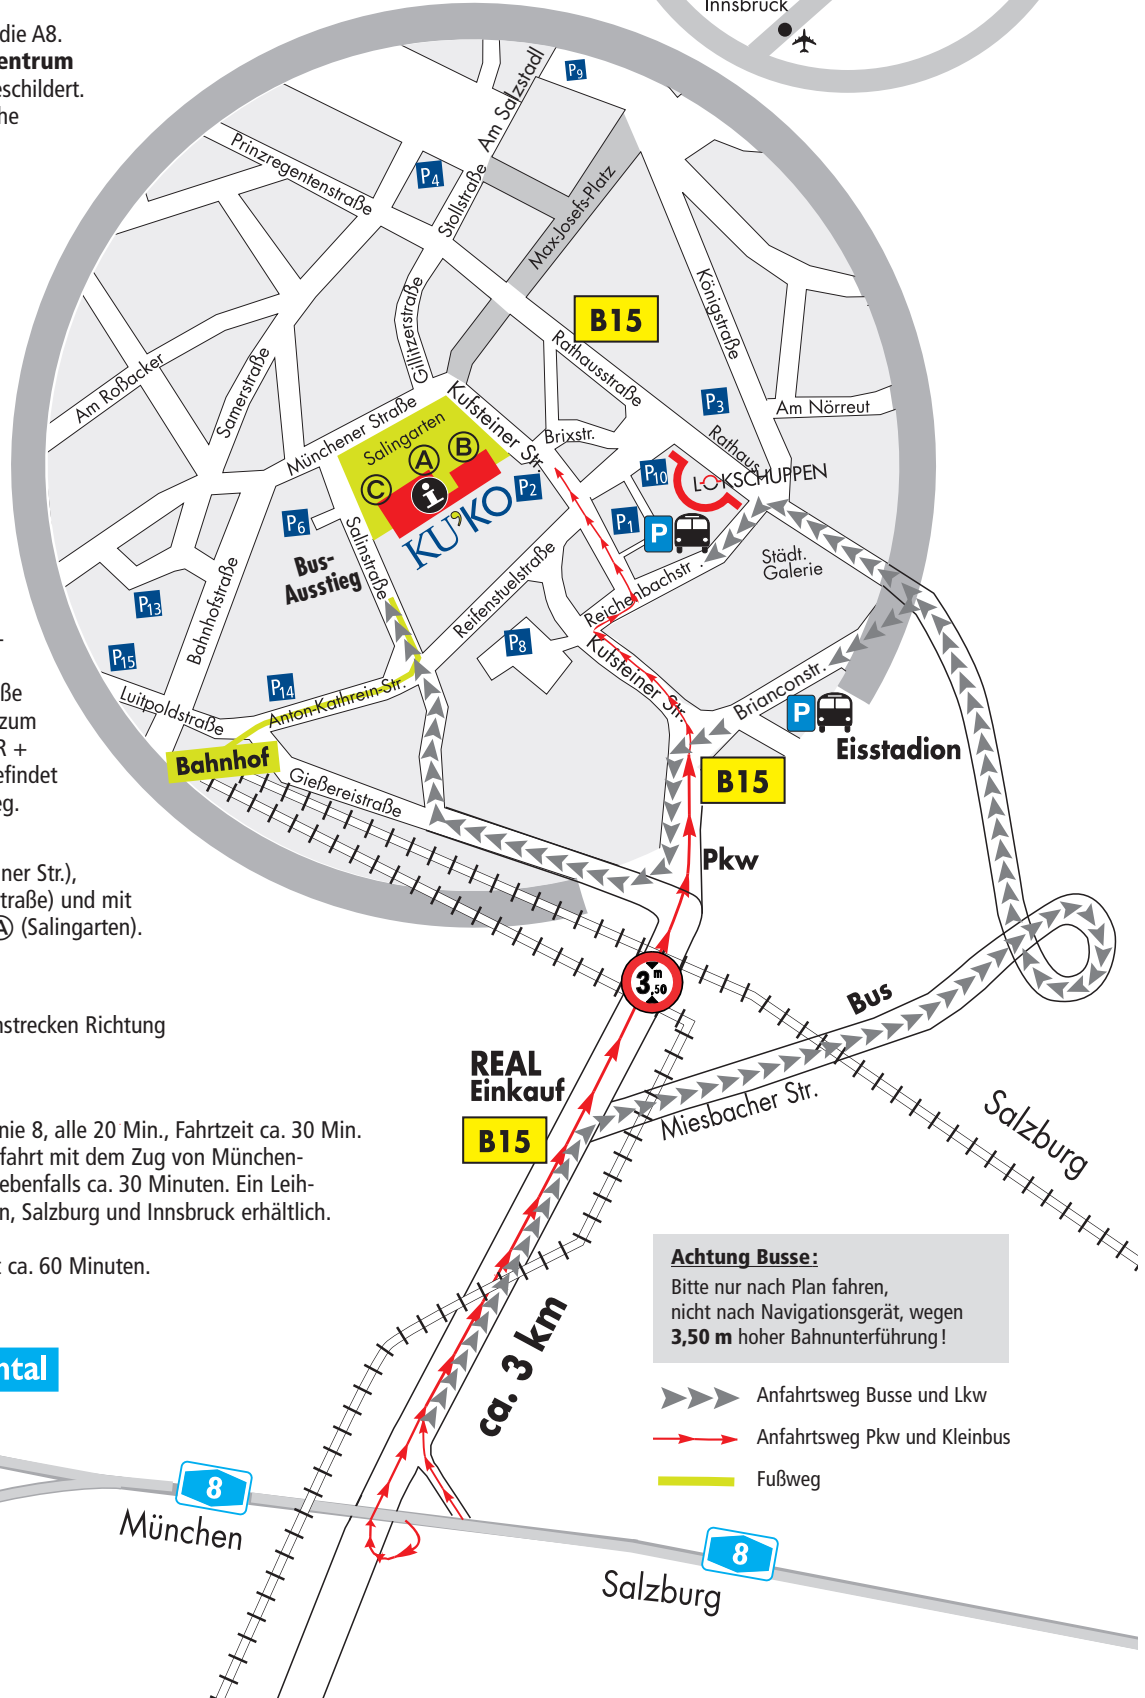 Innsbruck
die A8.
entrum
eschildert.
he
P9
Am Salzstadl
Prinzregentenstraße
P4
Stollstraße
Max-Josefs-Platz
Königstraße
Gillitzerstraße
B15
Rathausstraße
Am Roßacker
Samerstraße
Münchener Straße
Kufsteiner Str.
P3
Am Nörreut
Salingarten
A
B
C
Brixstr.
Rathaus
P10
LOKSCHUPPEN
P2
KU'KO
P6
P1
P
Salinstraße
Bus-
Ausstieg
Städt.
Galerie
Reifenstuelstraße
Reichenbachstr.
P13
Bahnhofstraße
P8
P15
Kufsteiner Str.
Brianconstr.
P14
Luitpoldstraße
Anton-Kathrein-Str.
P
Eisstadion
Bahnhof
Gießereistraße
B15
Pkw
-
ße
zum
R +
efindet
eg.
ner Str.),
traße) und mit
A (Salingarten).
3m,50
Bus
nstrecken Richtung
REAL
Einkauf
Miesbacher Str.
Salzburg
B15
nie 8, alle 20 Min., Fahrtzeit ca. 30 Min.
fahrt mit dem Zug von München-
ebenfalls ca. 30 Minuten. Ein Leih-
n, Salzburg und Innsbruck erhältlich.
t ca. 60 Minuten.
ca. 3 km
Achtung Busse:
Bitte nur nach Plan fahren,
nicht nach Navigationsgerät, wegen
3,50 m hoher Bahnunterführung!
ntal
Anfahrtsweg Busse und Lkw
Anfahrtsweg Pkw und Kleinbus
Fußweg
8
München
8
Salzburg